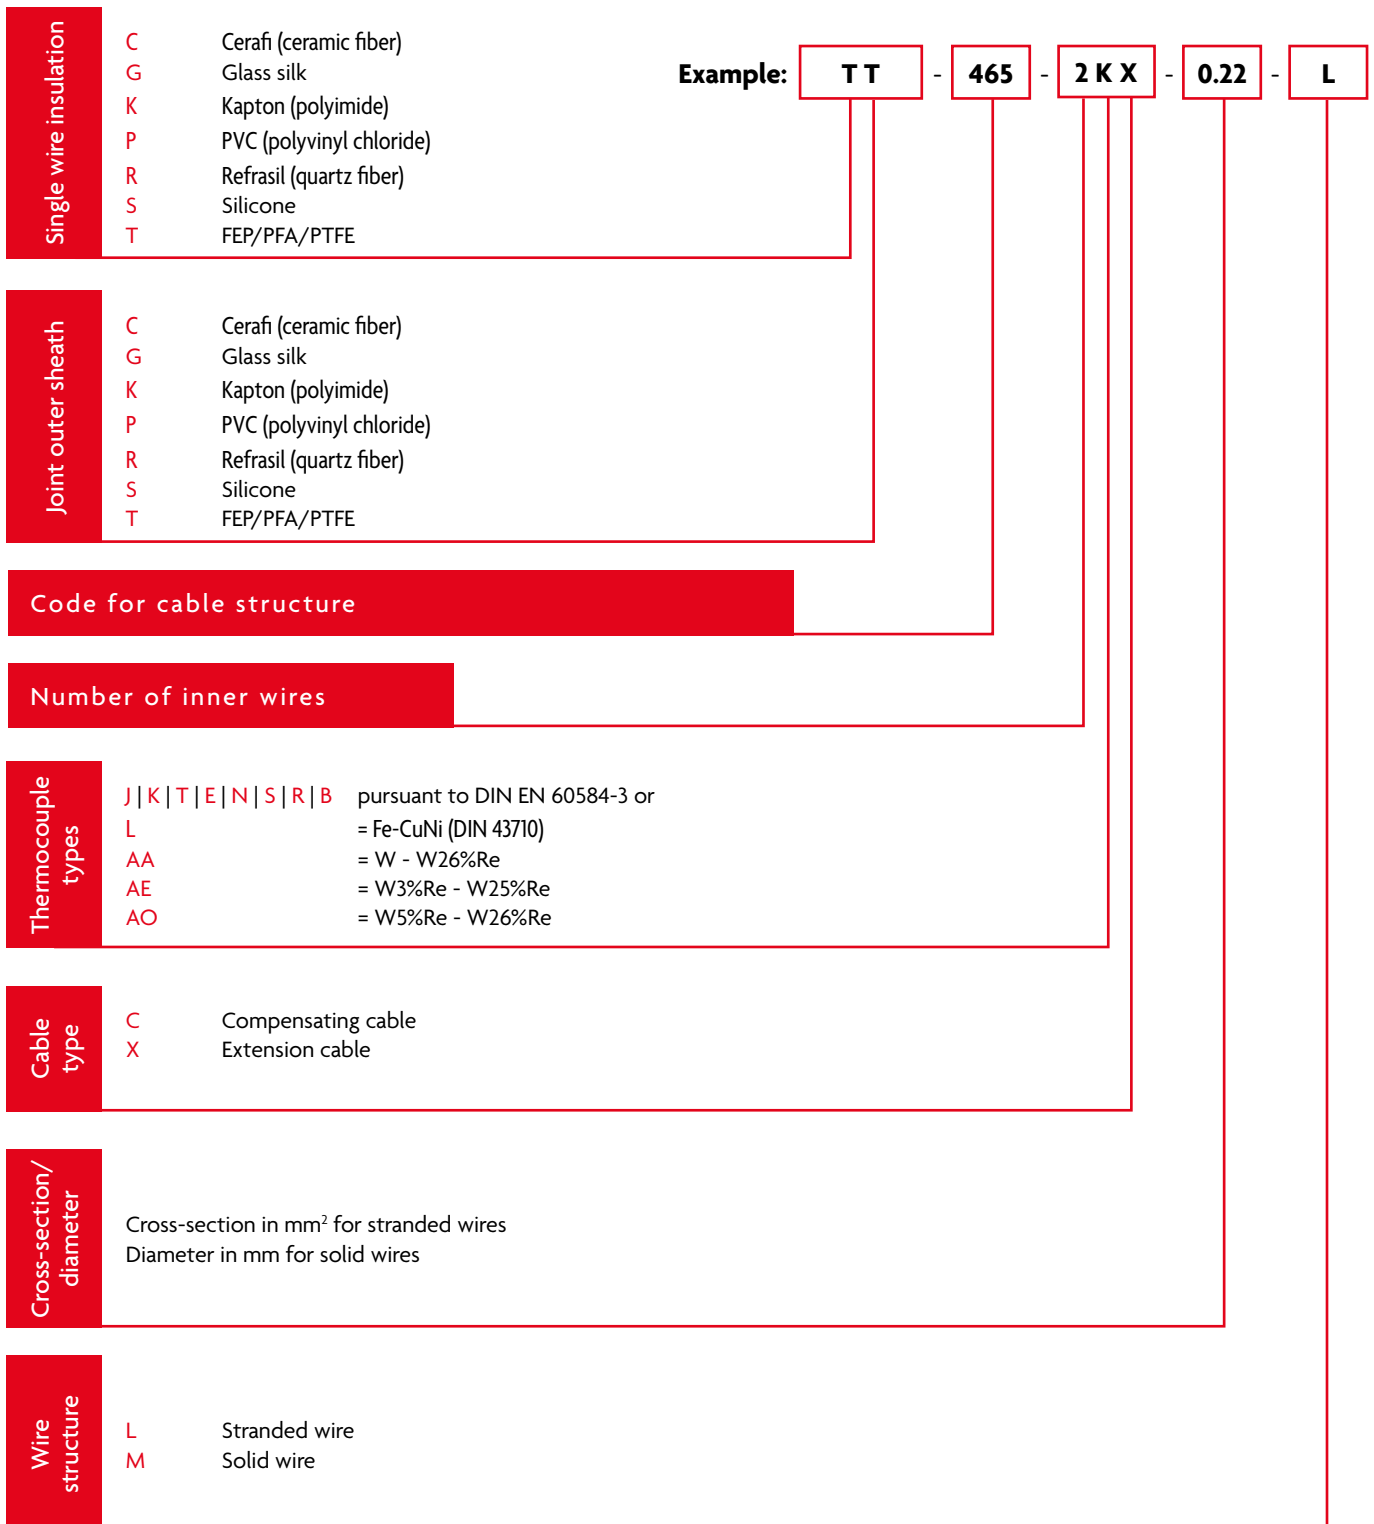 Example: T T - 465 - 2 K X - 0.22 - L
Single wire insulation
C Cerafi (ceramic fiber)
G Glass silk
K Kapton (polyimide)
P PVC (polyvinyl chloride)
R Refrasil (quartz fiber)
S Silicone
T FEP/PFA/PTFE
Joint outer sheath
C Cerafi (ceramic fiber)
G Glass silk
K Kapton (polyimide)
P PVC (polyvinyl chloride)
R Refrasil (quartz fiber)
S Silicone
T FEP/PFA/PTFE
Code for cable structure
Number of inner wires
Thermocouple
types
J | K | T | E | N | S | R | B pursuant to DIN EN 60584-3 or
L = Fe-CuNi (DIN 43710)
AA = W - W26%Re
AE = W3%Re - W25%Re
AO = W5%Re - W26%Re
Cable
type
C Compensating cable
X Extension cable
Cross-section/
diameter
Cross-section in mm² for stranded wires
Diameter in mm for solid wires
Wire
structure
L Stranded wire
M Solid wire